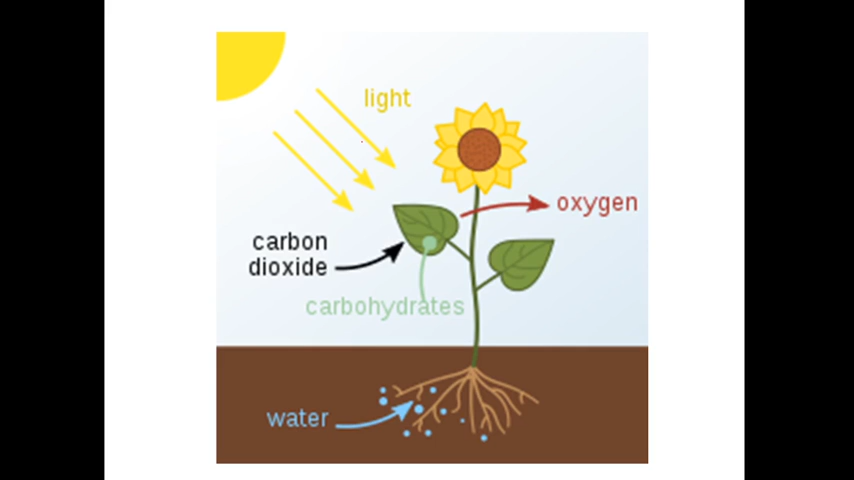 light
oxygen
carbon
dioxide
carbohydrates
water